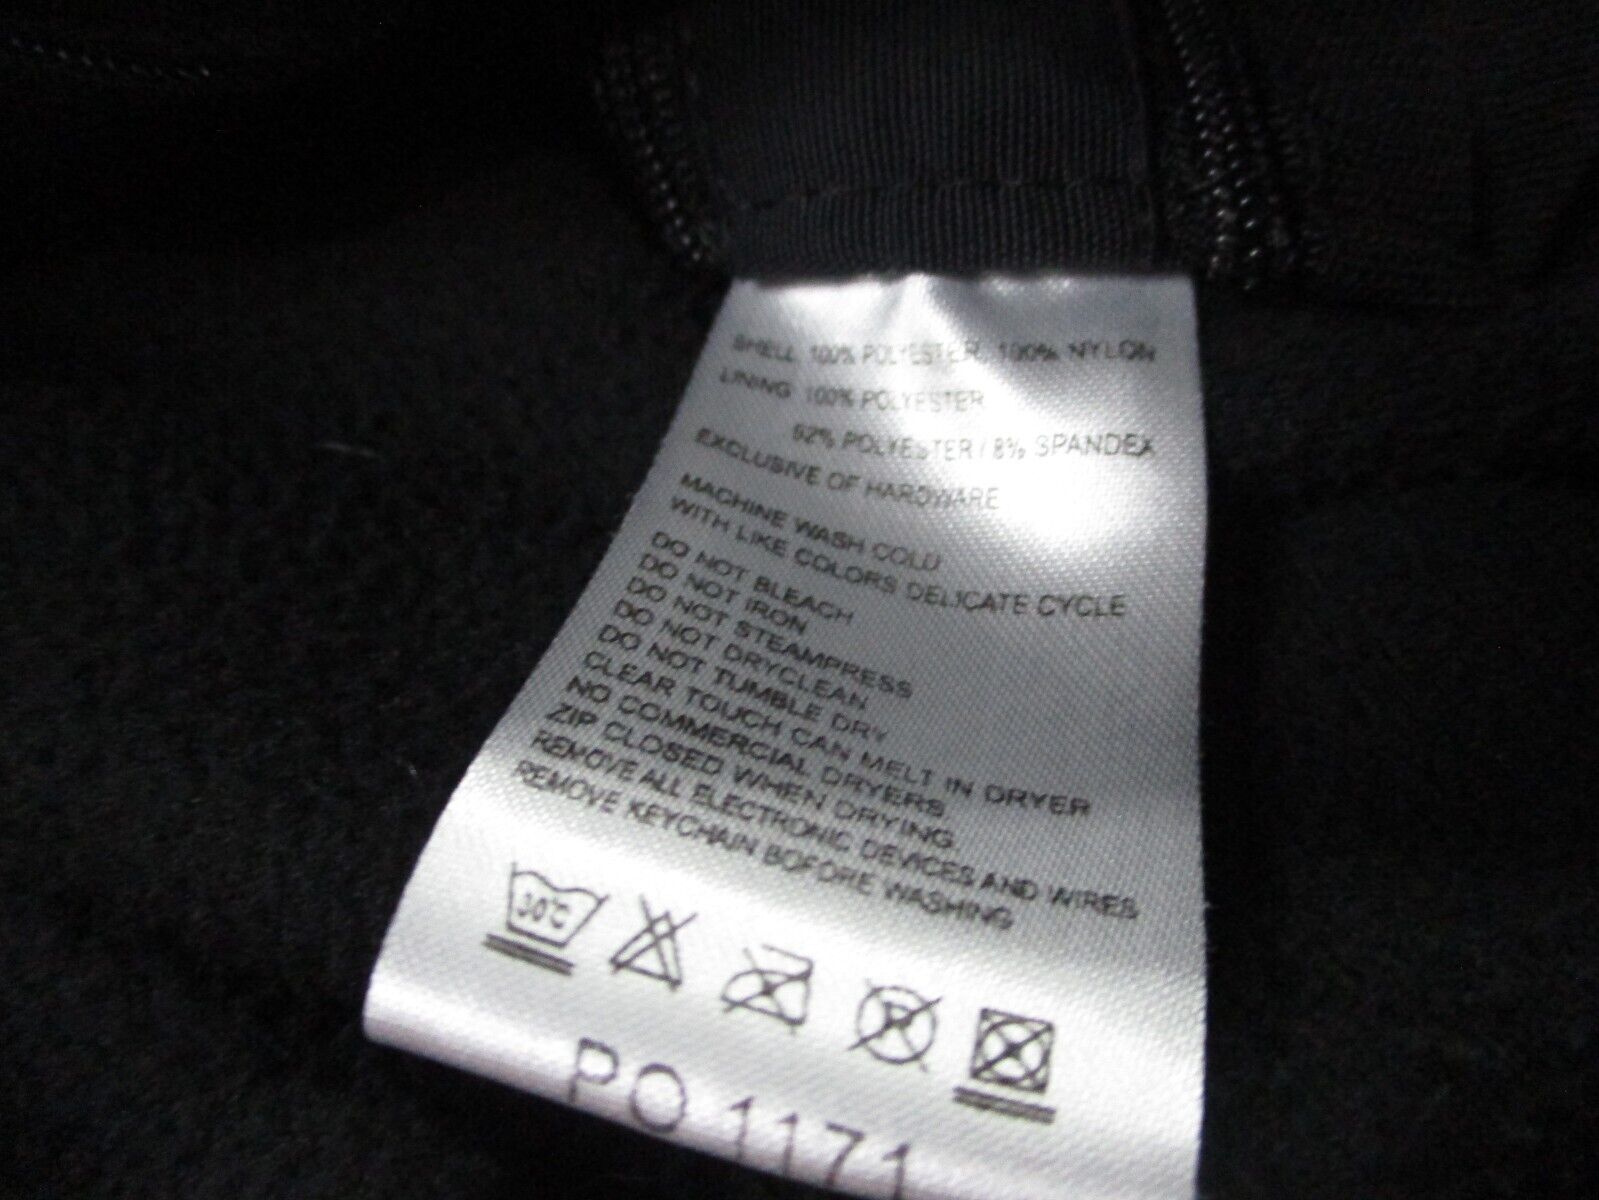 SHELL 100% POLYESTER, 100% NYLON
LINING 100% POLYESTER
92% POLYESTER / 8% SPANDEX
EXCLUSIVE OF HARDWARE
MACHINE WASH COLD
WITH LIKE COLORS DELICATE CYCLE
DO NOT BLEACH
DO NOT IRON
DO NOT STEAMPRESS
DO NOT DRYCLEAN
DO NOT TUMBLE DRY
CLEAR TOUCH CAN MELT IN DRYER
NO COMMERCIAL DRYERS
ZIP CLOSED WHEN DRYING
REMOVE ALL ELECTRONIC DEVICES AND WIRES
REMOVE KEYCHAIN BOFORE WASHING
30°C
P
PO 1171